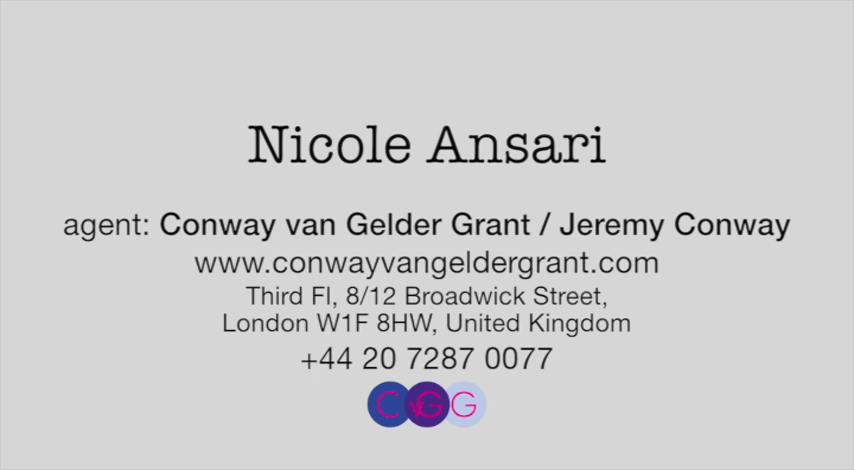 Nicole Ansari
agent: Conway van Gelder Grant / Jeremy Conway
www.conwayvangeldergrant.com
Third Fl, 8/12 Broadwick Street,
London W1F 8HW, United Kingdom
+44 20 7287 0077
CvGG